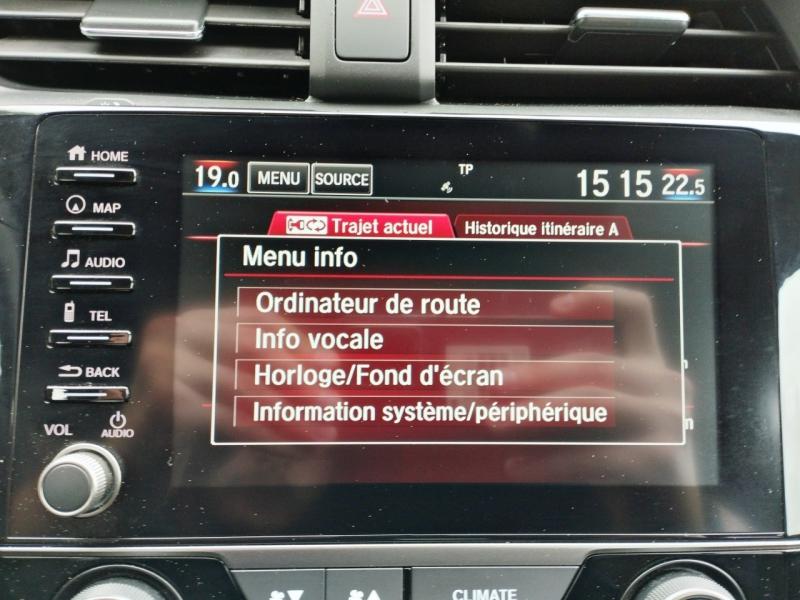 HOME
MAP
AUDIO
TEL
BACK
VOL
AUDIO
19.0 MENU SOURCE TP 15 15 22.5
Trajet actuel Historique itinéraire A
Menu info
Ordinateur de route
Info vocale
Horloge/Fond d'écran
Information système/périphérique
m
CLIMATE